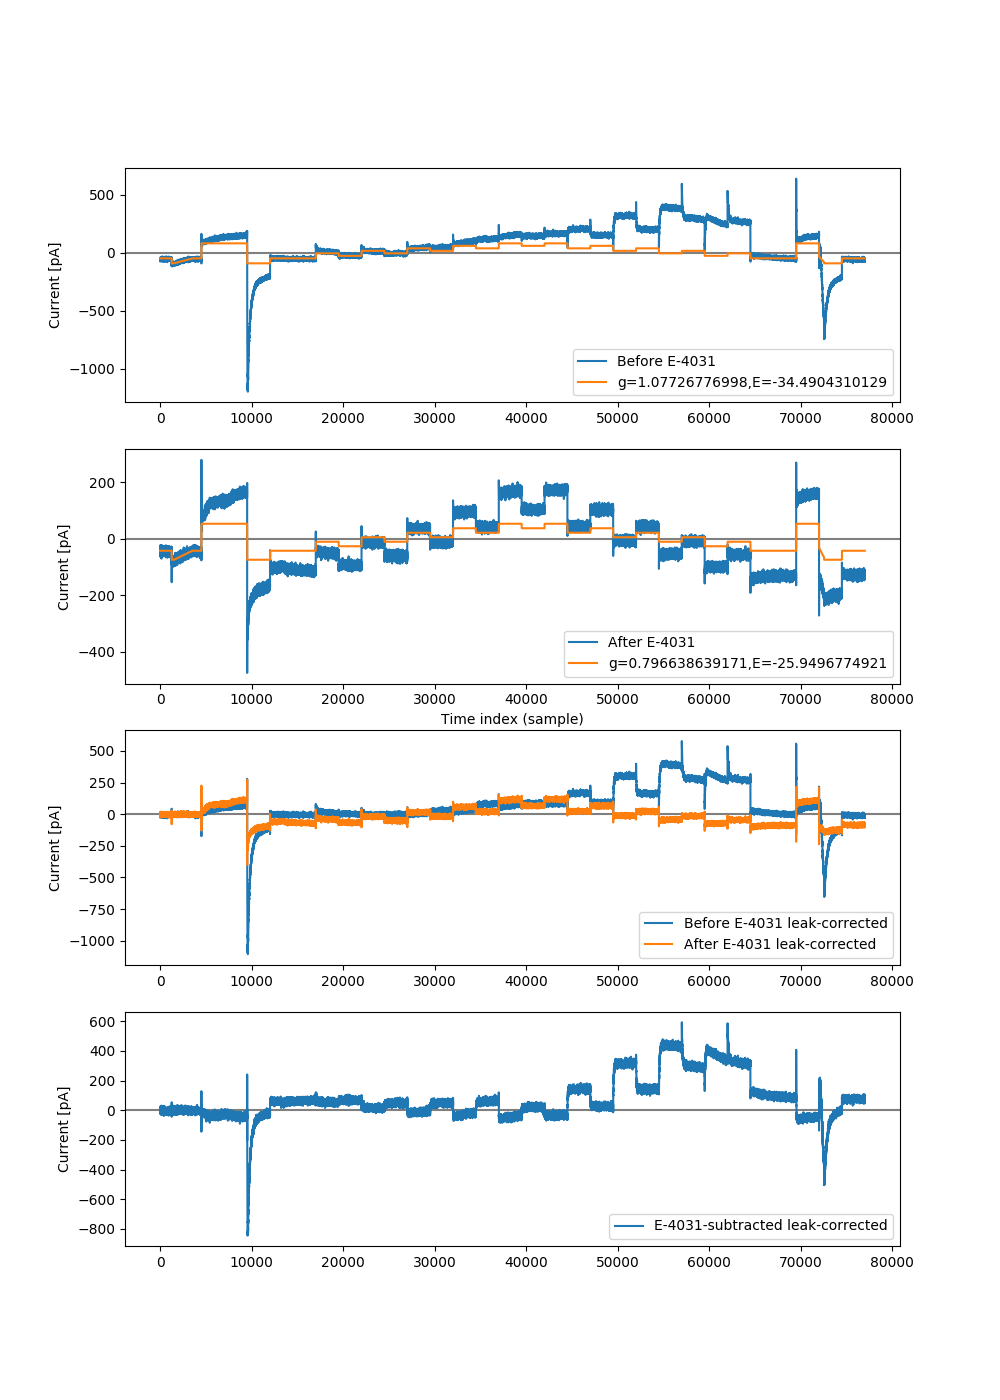 500
0
−500
−1000
Current [pA]
Before E-4031
g=1.07726776998,E=-34.4904310129
0 10000 20000 30000 40000 50000 60000 70000 80000
200
0
−200
−400
Current [pA]
After E-4031
g=0.796638639171,E=-25.9496774921
0 10000 20000 30000 40000 50000 60000 70000 80000
Time index (sample)
500
250
0
−250
−500
−750
−1000
Current [pA]
Before E-4031 leak-corrected
After E-4031 leak-corrected
0 10000 20000 30000 40000 50000 60000 70000 80000
600
400
200
0
−200
−400
−600
−800
Current [pA]
E-4031-subtracted leak-corrected
0 10000 20000 30000 40000 50000 60000 70000 80000